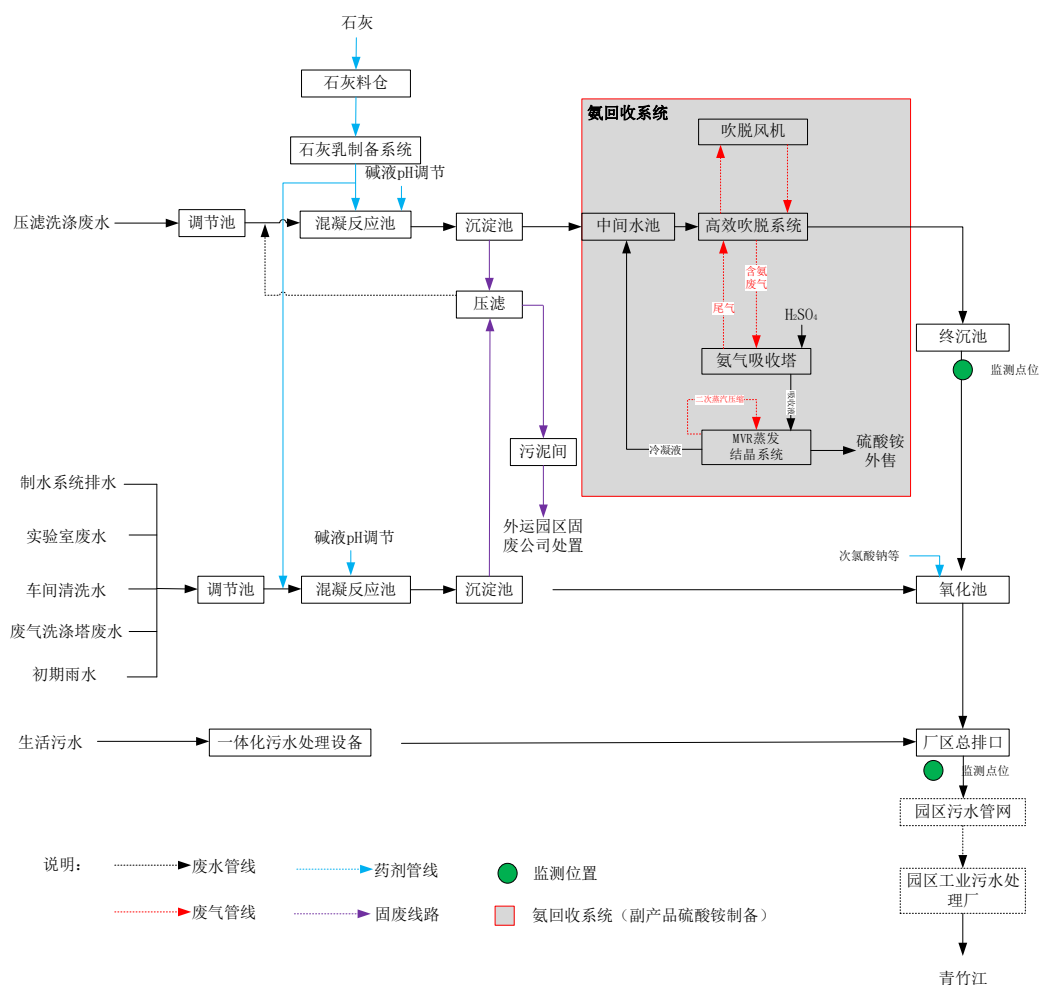 石灰
石灰料仓
氨回收系统
吹脱风机
石灰乳制备系统
碱液pH调节
压滤洗涤废水
调节池
混凝反应池
沉淀池
中间水池
高效吹脱系统
含氨
废气
压滤
尾气
H₂SO₄
终沉池
氨气吸收塔
监测点位
吸收液
二次蒸汽压缩
污泥间
冷凝液
MVR蒸发
结晶系统
硫酸铵
外售
制水系统排水
外运园区固
废公司处置
实验室废水
碱液pH调节
次氯酸钠等
车间清洗水
调节池
混凝反应池
沉淀池
氧化池
废气洗涤塔废水
初期雨水
生活污水
一体化污水处理设备
厂区总排口
监测点位
园区污水管网
说明：
废水管线
药剂管线
监测位置
园区工业污水处
理厂
废气管线
固废线路
氨回收系统（副产品硫酸铵制备）
青竹江